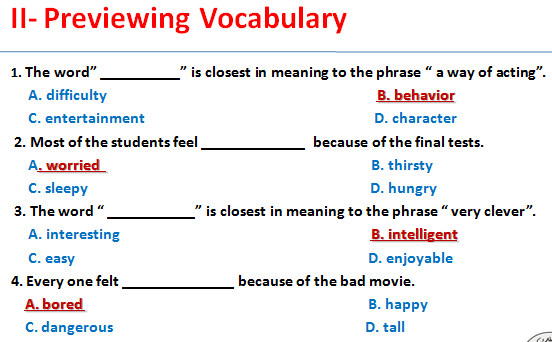 II- Previewing Vocabulary
1. The word” __________” is closest in meaning to the phrase “ a way of acting”.
A. difficulty B. behavior
C. entertainment D. character
2. Most of the students feel ____________ because of the final tests.
A. worried B. thirsty
C. sleepy D. hungry
3. The word “ __________” is closest in meaning to the phrase “ very clever”.
A. interesting B. intelligent
C. easy D. enjoyable
4. Every one felt _____________ because of the bad movie.
A. bored B. happy
C. dangerous D. tall